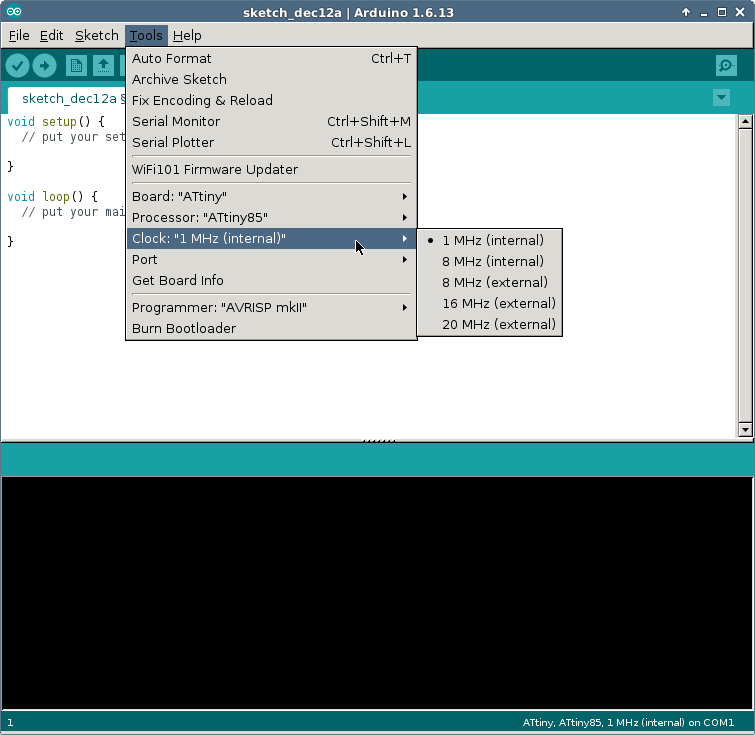 sketch_dec12a | Arduino 1.6.13
File Edit Sketch Tools Help
sketch_dec12a §
Auto Format Ctrl+T
Archive Sketch
Fix Encoding & Reload
Serial Monitor Ctrl+Shift+M
Serial Plotter Ctrl+Shift+L
WiFi101 Firmware Updater
Board: "ATtiny"
Processor: "ATtiny85"
Clock: "1 MHz (internal)"
Port
Get Board Info
Programmer: "AVRISP mkII"
Burn Bootloader
1 MHz (internal)
8 MHz (internal)
8 MHz (external)
16 MHz (external)
20 MHz (external)
void setup() {
// put your set
}
void loop() {
// put your mai
}
1 ATtiny, ATtiny85, 1 MHz (internal) on COM1